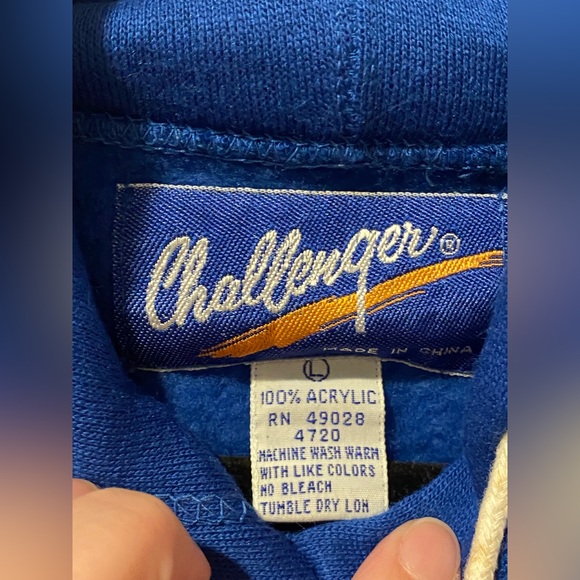 Challenger®
MADE IN CHINA
L
100% ACRYLIC
RN 49028
4720
MACHINE WASH WARM
WITH LIKE COLORS
NO BLEACH
TUMBLE DRY LOW